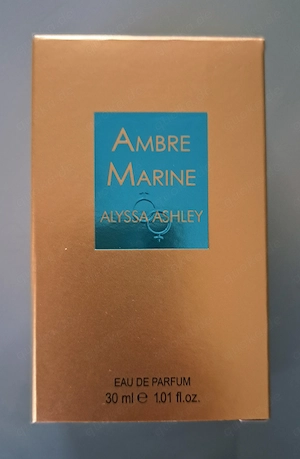 AMBRE
MARINE
ALYSSA ASHLEY
EAU DE PARFUM
30 ml ℮ 1.01 fl.oz.